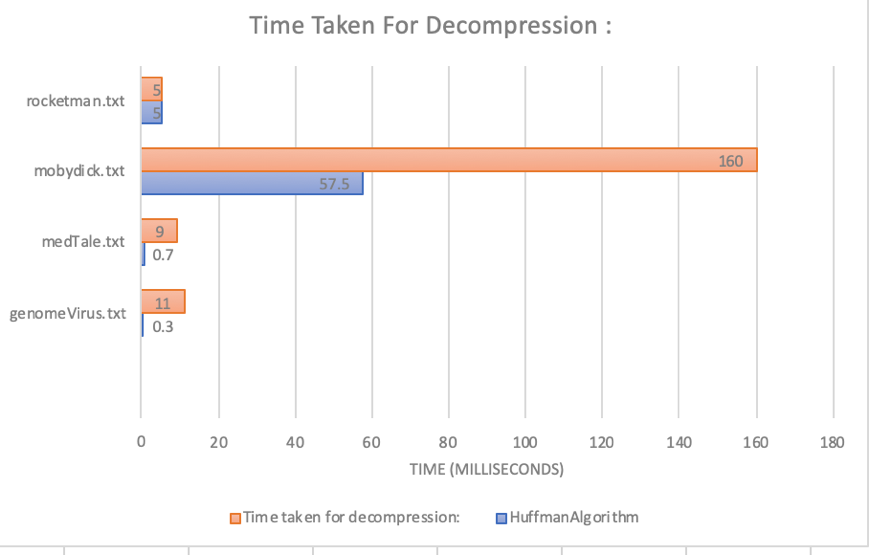 Time Taken For Decompression :
rocketman.txt
5
5
mobydick.txt
160
57.5
medTale.txt
9
0.7
genomeVirus.txt
11
0.3
0 20 40 60 80 100 120 140 160 180
TIME (MILLISECONDS)
Time taken for decompression: HuffmanAlgorithm